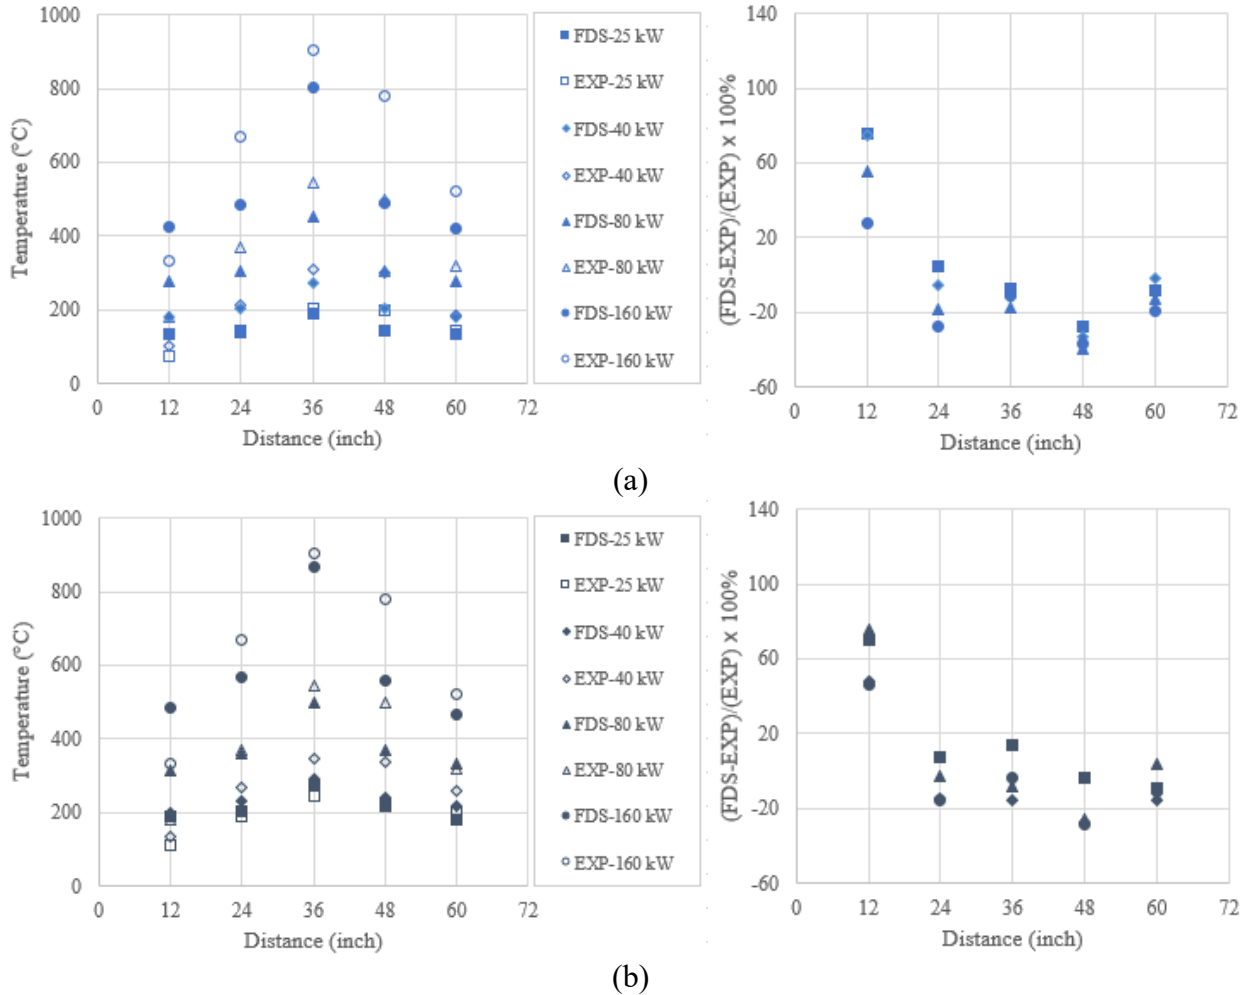 1000
800
600
400
200
0
0 12 24 36 48 60 72
Temperature (°C)
Distance (inch)
FDS-25 kW
EXP-25 kW
FDS-40 kW
EXP-40 kW
FDS-80 kW
EXP-80 kW
FDS-160 kW
EXP-160 kW
140
100
60
20
-20
-60
0 12 24 36 48 60 72
(FDS-EXP)/(EXP) x 100%
Distance (inch)
(a)
1000
800
600
400
200
0
0 12 24 36 48 60 72
Temperature (°C)
Distance (inch)
FDS-25 kW
EXP-25 kW
FDS-40 kW
EXP-40 kW
FDS-80 kW
EXP-80 kW
FDS-160 kW
EXP-160 kW
140
100
60
20
-20
-60
0 12 24 36 48 60 72
(FDS-EXP)/(EXP) x 100%
Distance (inch)
(b)